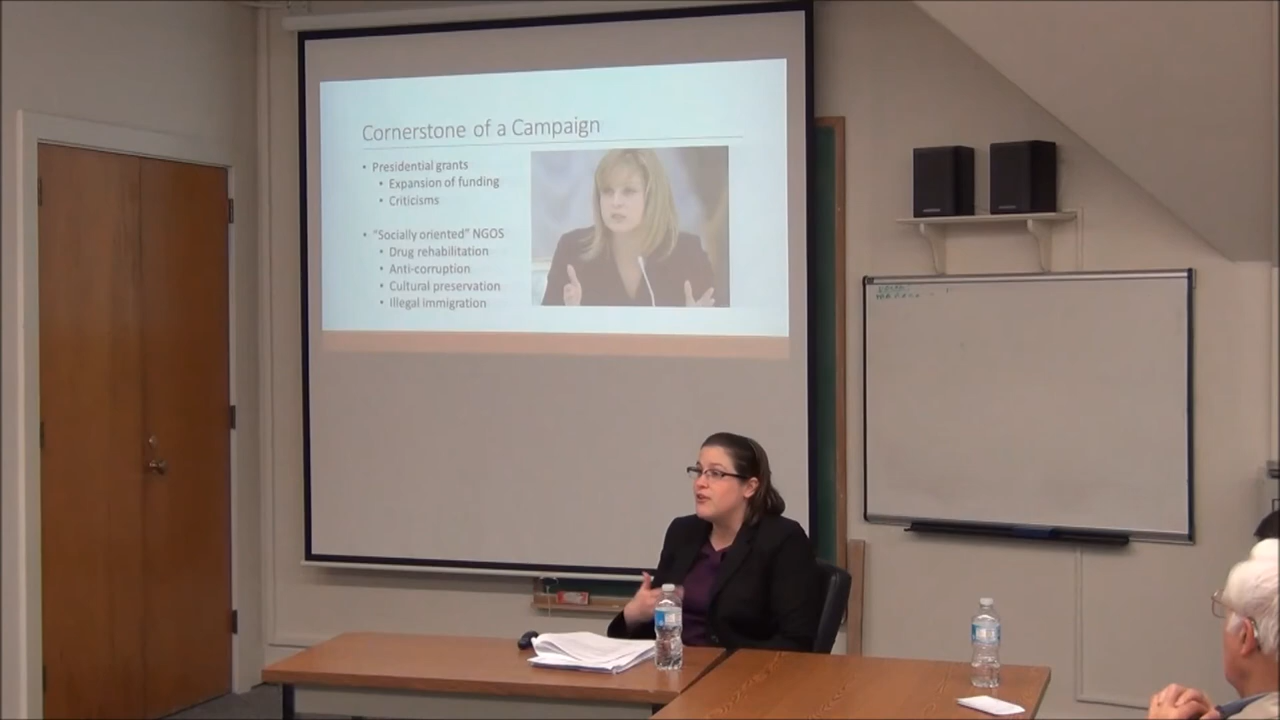 Cornerstone of a Campaign
• Presidential grants
• Expansion of funding
• Criticisms
• "Socially oriented" NGOS
• Drug rehabilitation
• Anti-corruption
• Cultural preservation
• Illegal immigration